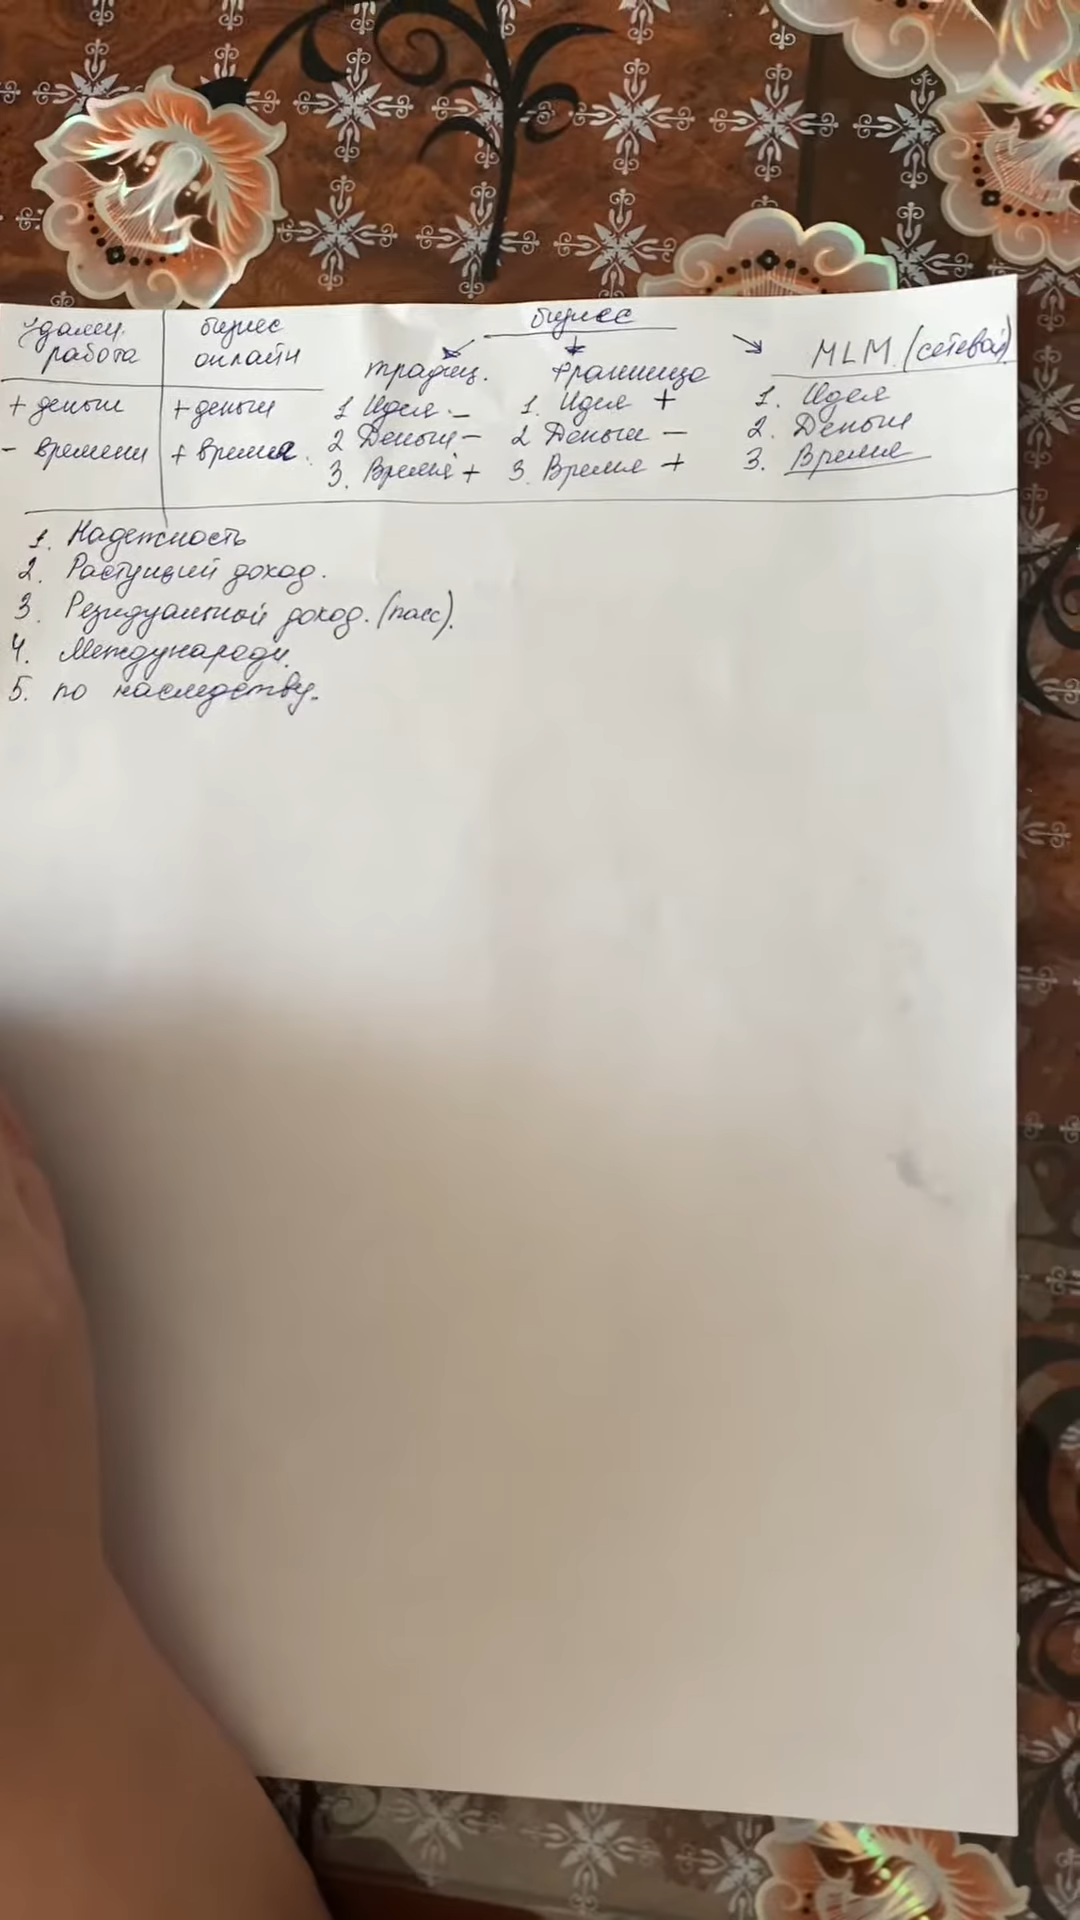 удален. работа
+ деньги
- времени
бизнес онлайн
+ деньги
+ время.
бизнес
традиц.
1 Идея -
2 Деньги -
3. Время +
Франшиза
1. Идея +
2 Деньги -
3. Время +
MLM. (сетевой)
1. Идея
2. Деньги
3. Время
1. Надежность
2. Растущий доход.
3. Резидуальный доход. (пасс).
4. Международн.
5. по наследству.